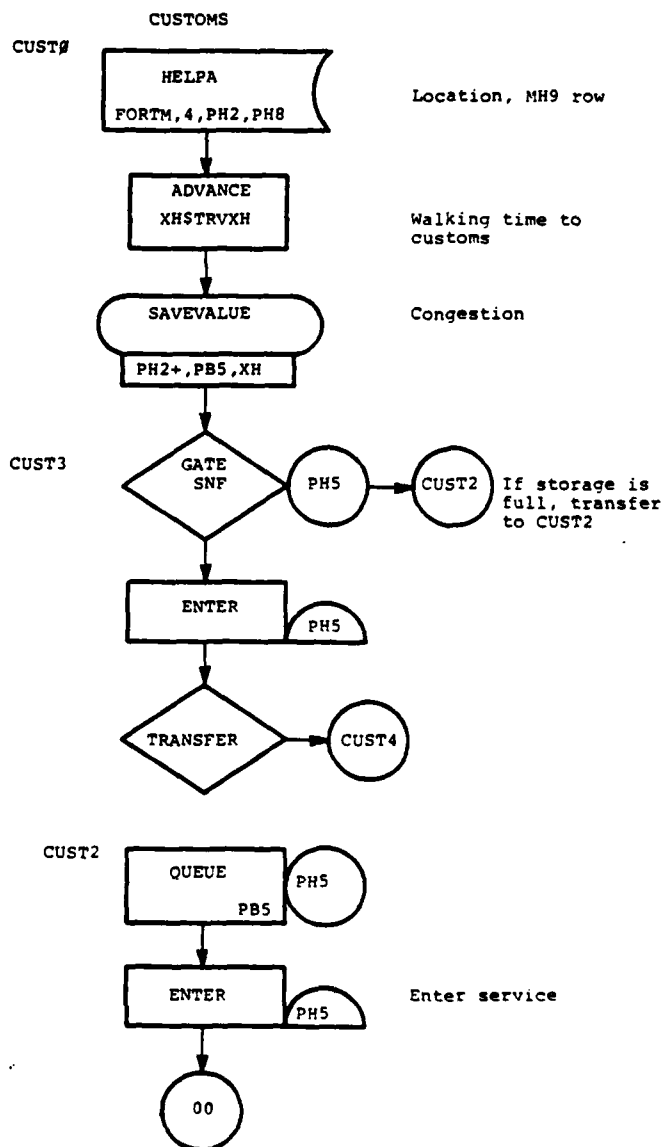 CUSTOMS
CUSTØ
HELPA
FORTM,4,PH2,PH8
Location, MH9 row
ADVANCE
XH$TRVXH
Walking time to
customs
SAVEVALUE
Congestion
PH2+,PB5,XH
CUST3
GATE
SNF
PH5
CUST2
If storage is
full, transfer
to CUST2
ENTER
PH5
TRANSFER
CUST4
CUST2
QUEUE
PB5
PH5
ENTER
PH5
Enter service
00